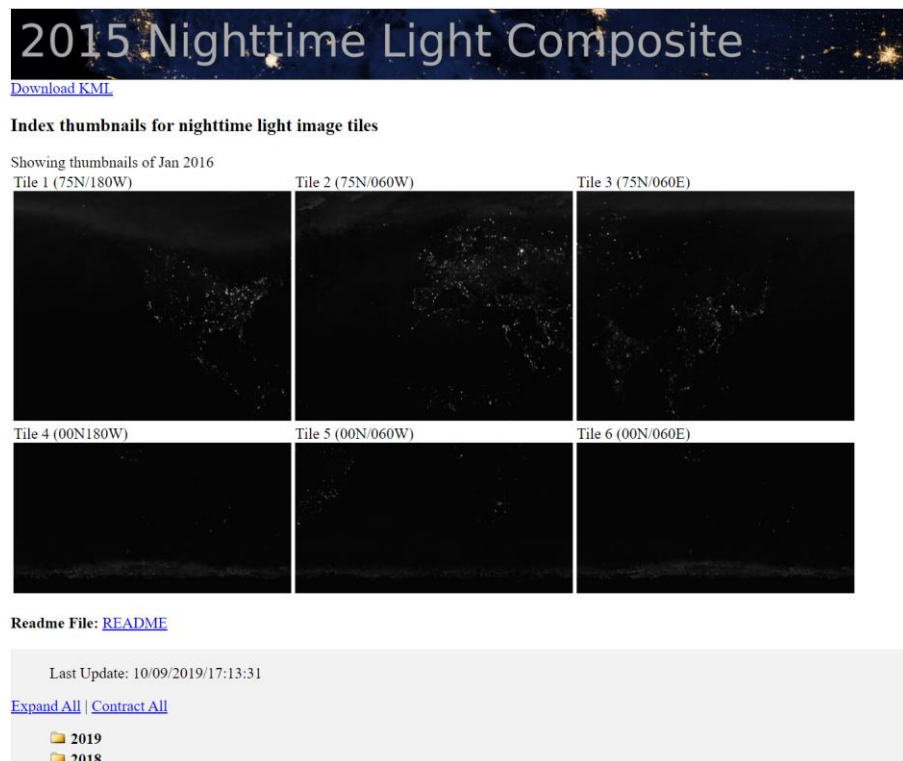 2015 Nighttime Light Composite
Download KML
Index thumbnails for nighttime light image tiles
Showing thumbnails of Jan 2016
Tile 1 (75N/180W)
Tile 2 (75N/060W)
Tile 3 (75N/060E)
Tile 4 (00N180W)
Tile 5 (00N/060W)
Tile 6 (00N/060E)
Readme File: README
Last Update: 10/09/2019/17:13:31
Expand All | Contract All
2019
2018